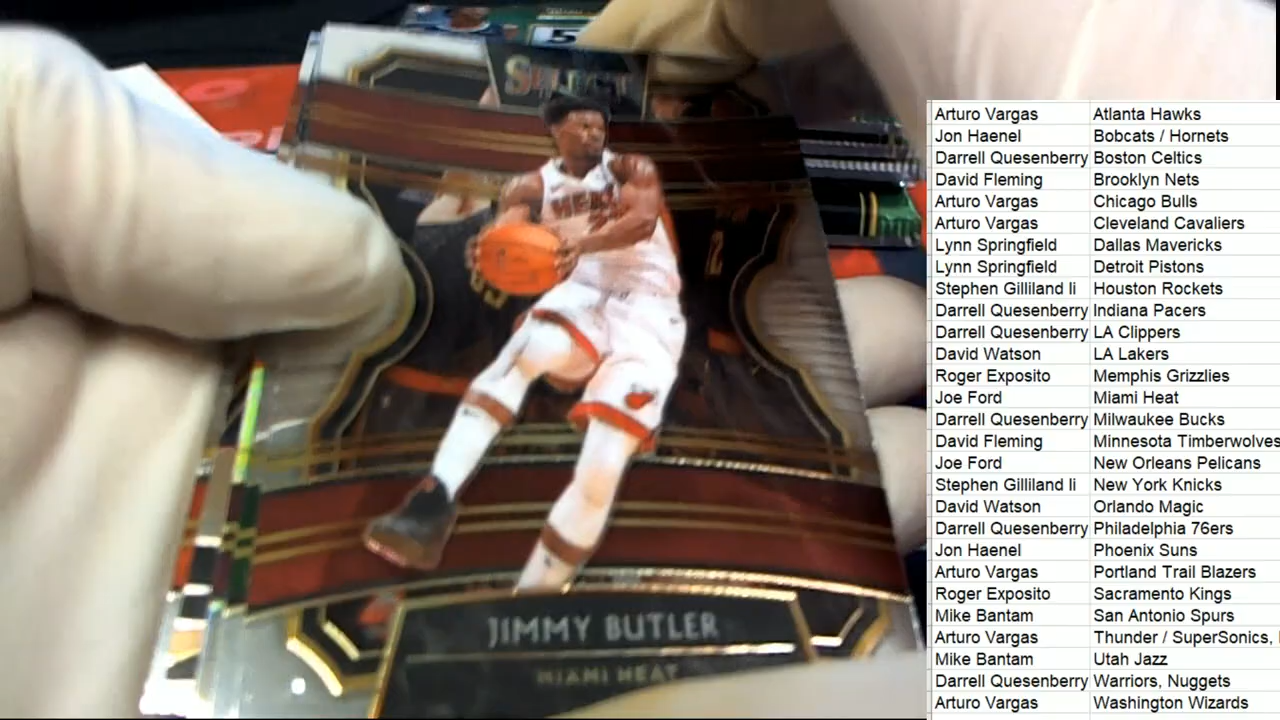 5
SELECT
HEAT
JIMMY BUTLER
MIAMI HEAT
Arturo Vargas Atlanta Hawks
Jon Haenel Bobcats / Hornets
Darrell Quesenberry Boston Celtics
David Fleming Brooklyn Nets
Arturo Vargas Chicago Bulls
Arturo Vargas Cleveland Cavaliers
Lynn Springfield Dallas Mavericks
Lynn Springfield Detroit Pistons
Stephen Gilliland Ii Houston Rockets
Darrell Quesenberry Indiana Pacers
Darrell Quesenberry LA Clippers
David Watson LA Lakers
Roger Exposito Memphis Grizzlies
Joe Ford Miami Heat
Darrell Quesenberry Milwaukee Bucks
David Fleming Minnesota Timberwolves
Joe Ford New Orleans Pelicans
Stephen Gilliland Ii New York Knicks
David Watson Orlando Magic
Darrell Quesenberry Philadelphia 76ers
Jon Haenel Phoenix Suns
Arturo Vargas Portland Trail Blazers
Roger Exposito Sacramento Kings
Mike Bantam San Antonio Spurs
Arturo Vargas Thunder / SuperSonics,
Mike Bantam Utah Jazz
Darrell Quesenberry Warriors, Nuggets
Arturo Vargas Washington Wizards